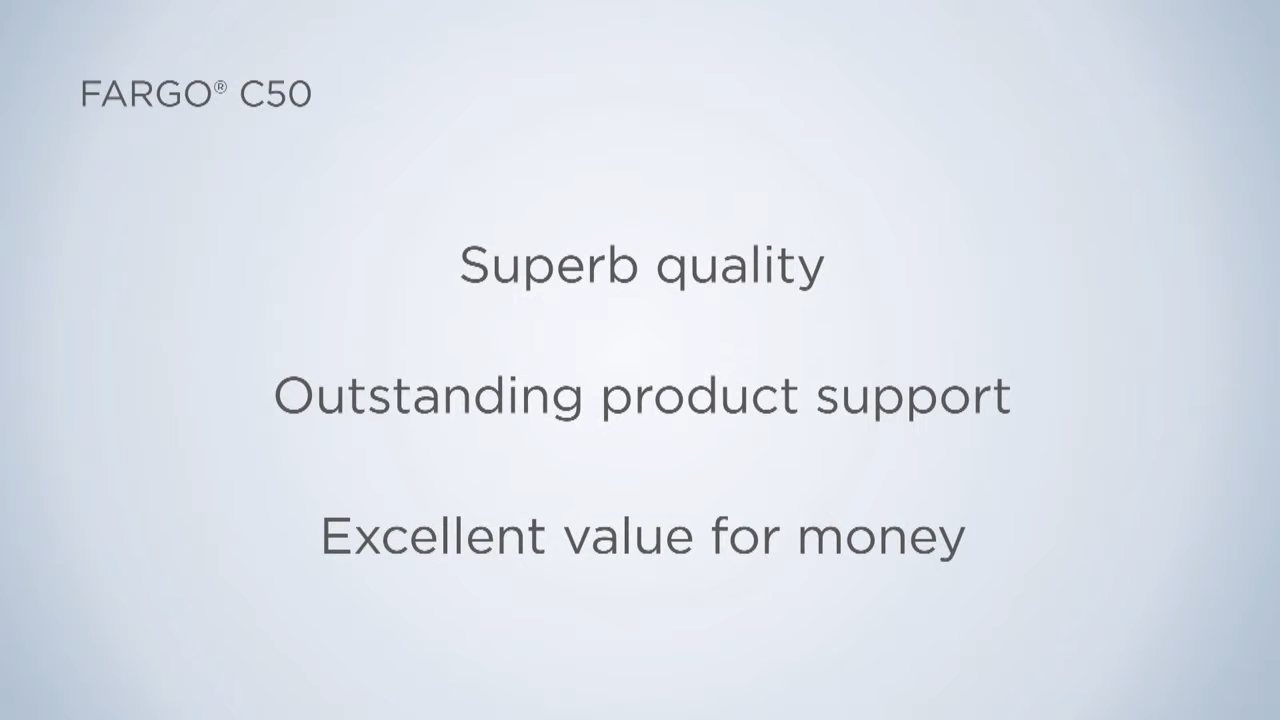 FARGO® C50
Superb quality
Outstanding product support
Excellent value for money